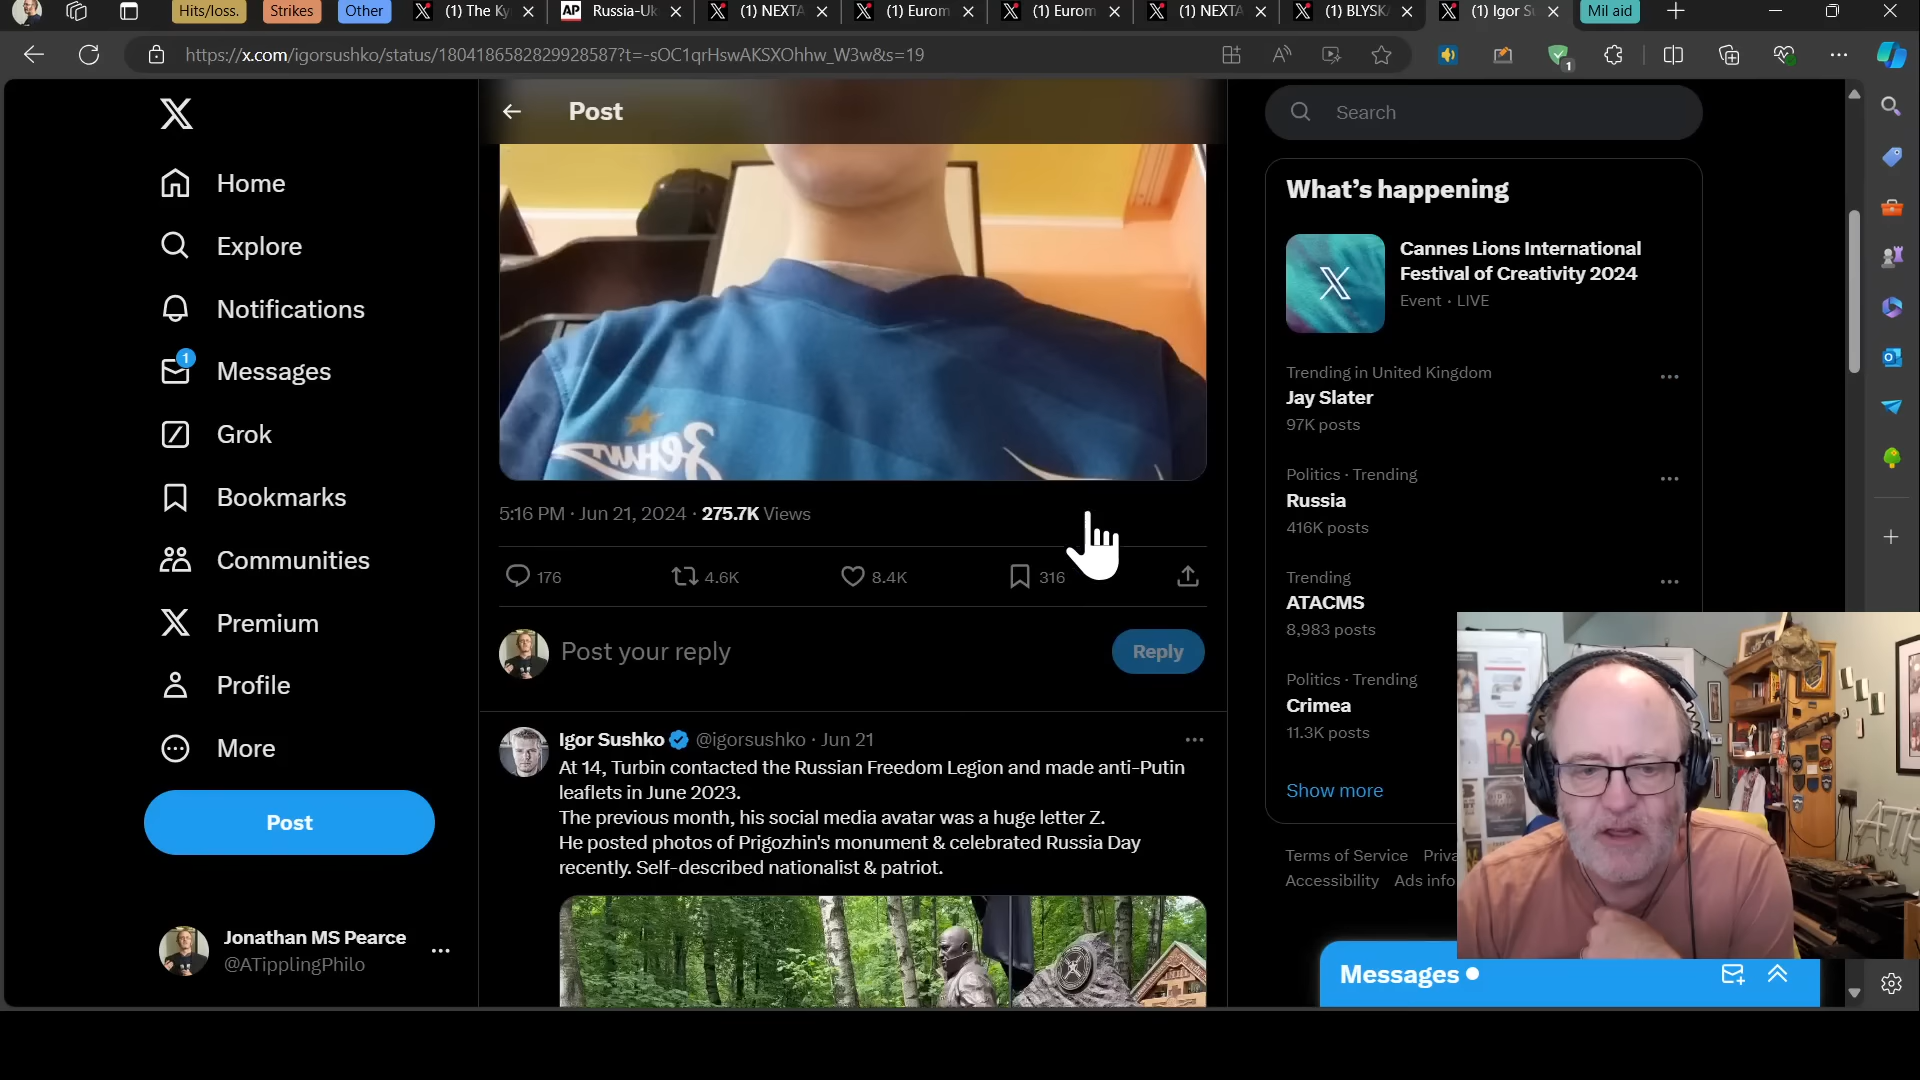 Hits/loss.
Strikes
Other
(1) The Ky
Russia-Uk
(1) NEXTA
(1) Eurom
(1) Eurom
(1) NEXTA
(1) BLYSKA
(1) Igor Su
Mil aid
https://x.com/igorsushko/status/1804186582829928587?t=-sOC1qrHswAKSXOhhw_W3w&s=19
Post
Search
Home
Explore
Notifications
1
Messages
Grok
Bookmarks
Communities
Premium
Profile
More
Post
Jonathan MS Pearce
@ATipplingPhilo
Зенит
5:16 PM · Jun 21, 2024 · 275.7K Views
176
4.6K
8.4K
316
Post your reply
Reply
Igor Sushko @igorsushko · Jun 21
At 14, Turbin contacted the Russian Freedom Legion and made anti-Putin
leaflets in June 2023.
The previous month, his social media avatar was a huge letter Z.
He posted photos of Prigozhin's monument & celebrated Russia Day
recently. Self-described nationalist & patriot.
What's happening
Cannes Lions International
Festival of Creativity 2024
Event · LIVE
Trending in United Kingdom
Jay Slater
97K posts
Politics · Trending
Russia
416K posts
Trending
ATACMS
8,983 posts
Politics · Trending
Crimea
11.3K posts
Show more
Terms of Service Priva
Accessibility Ads info
Messages